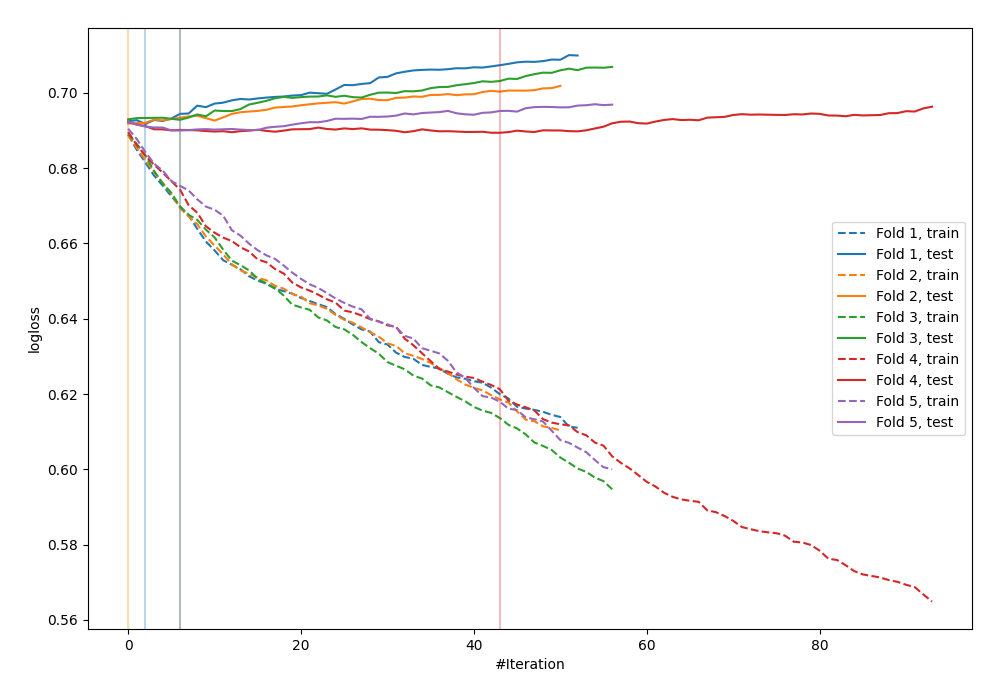 0.70
0.68
0.66
0.64
0.62
0.60
0.58
0.56
logloss
0
20
40
60
80
#Iteration
Fold 1, train
Fold 1, test
Fold 2, train
Fold 2, test
Fold 3, train
Fold 3, test
Fold 4, train
Fold 4, test
Fold 5, train
Fold 5, test